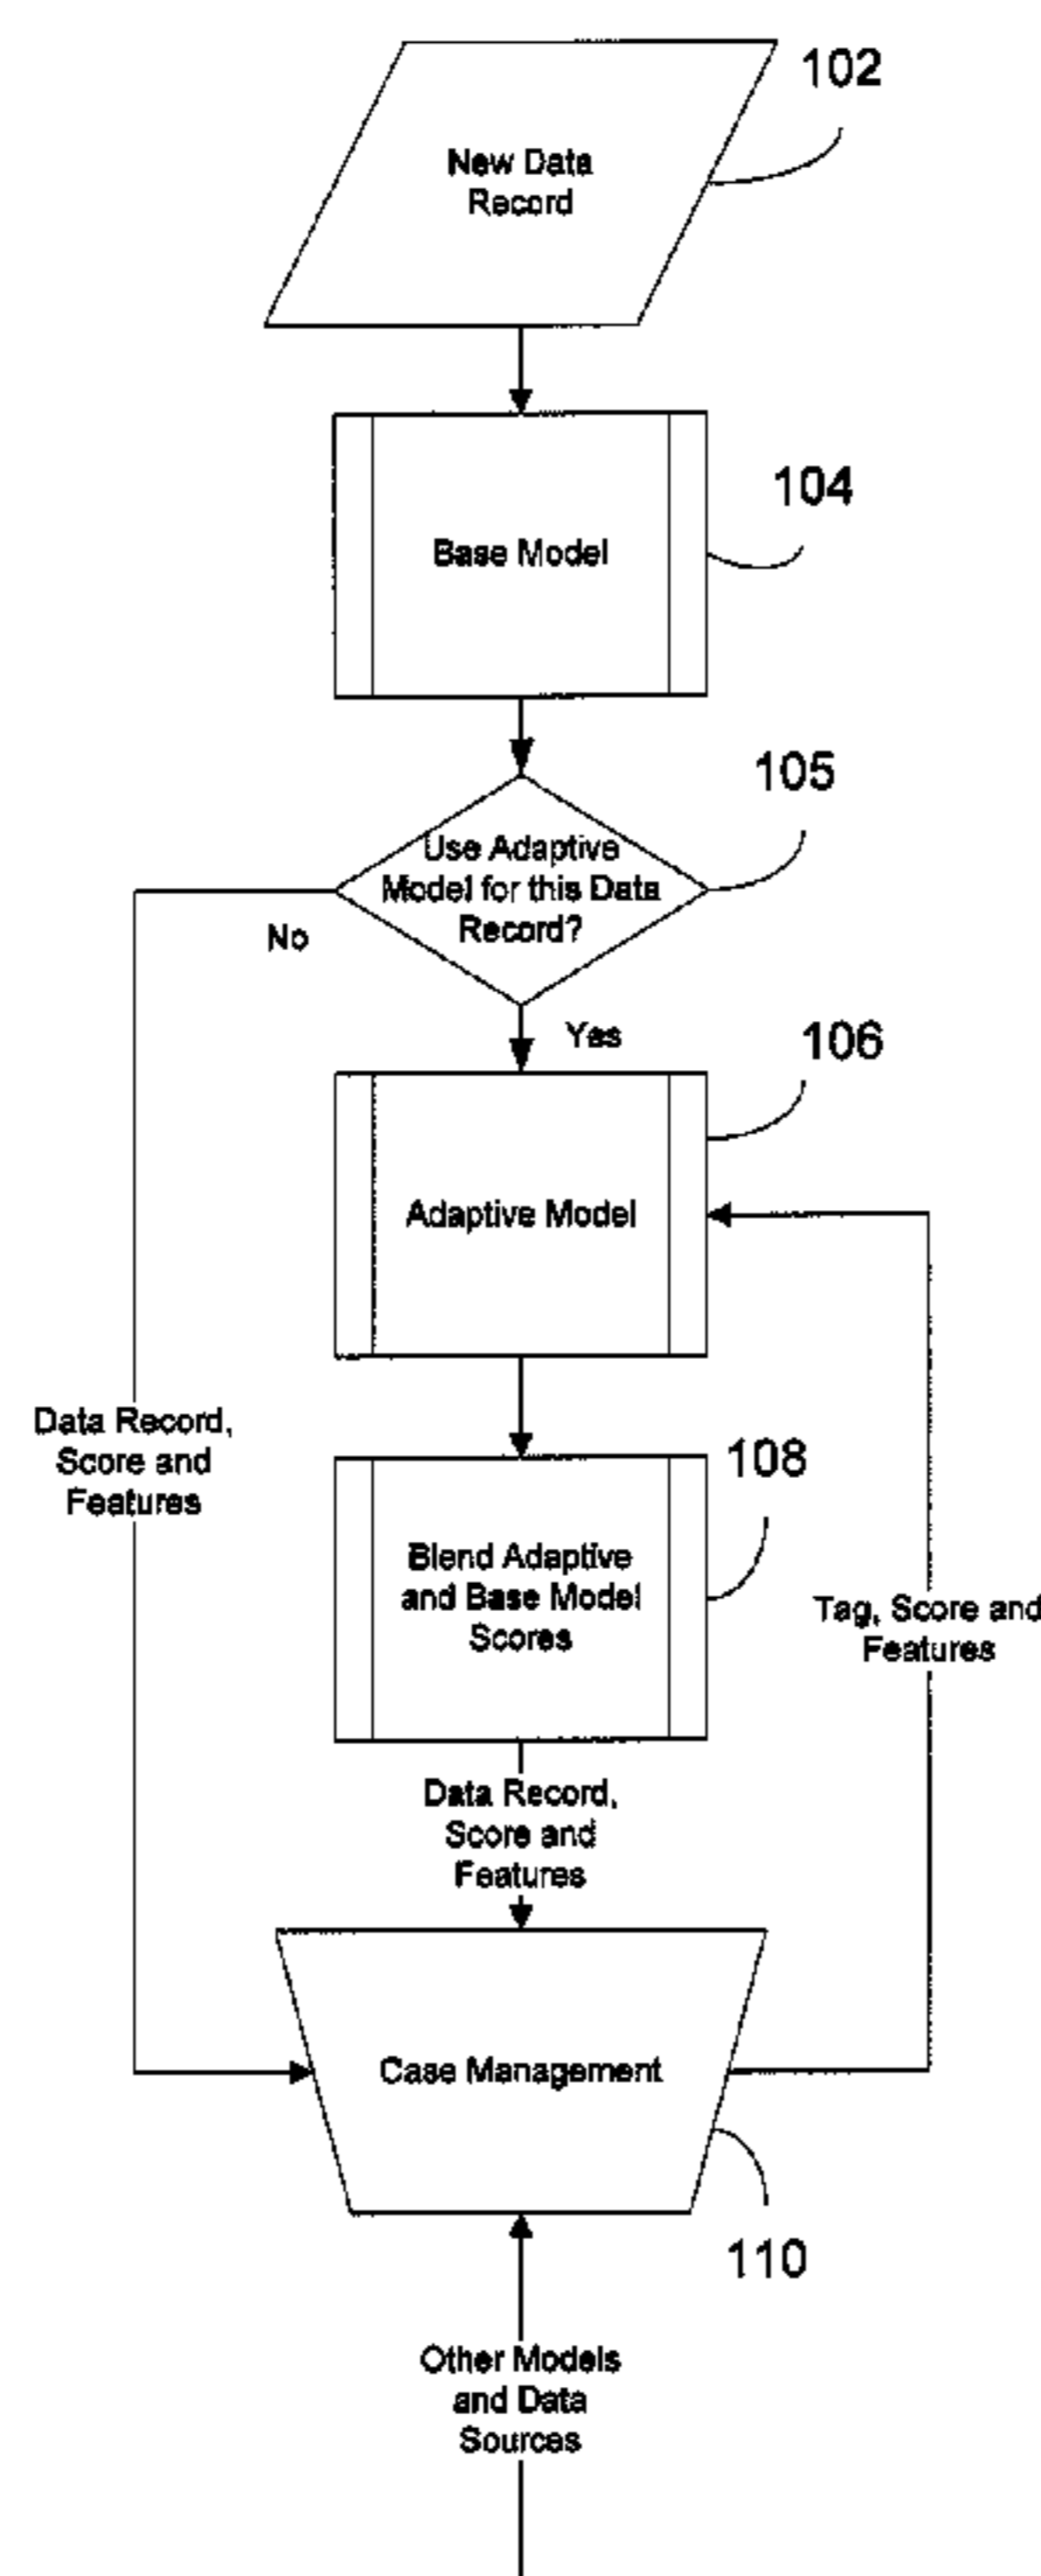 102
New Data
Record
104
Base Model
105
Use Adaptive
Model for this Data
Record?
No
Yes
106
Adaptive Model
Data Record,
Score and
Features
108
Blend Adaptive
and Base Model
Scores
Tag, Score and
Features
Data Record,
Score and
Features
Case Management
110
Other Models
and Data
Sources